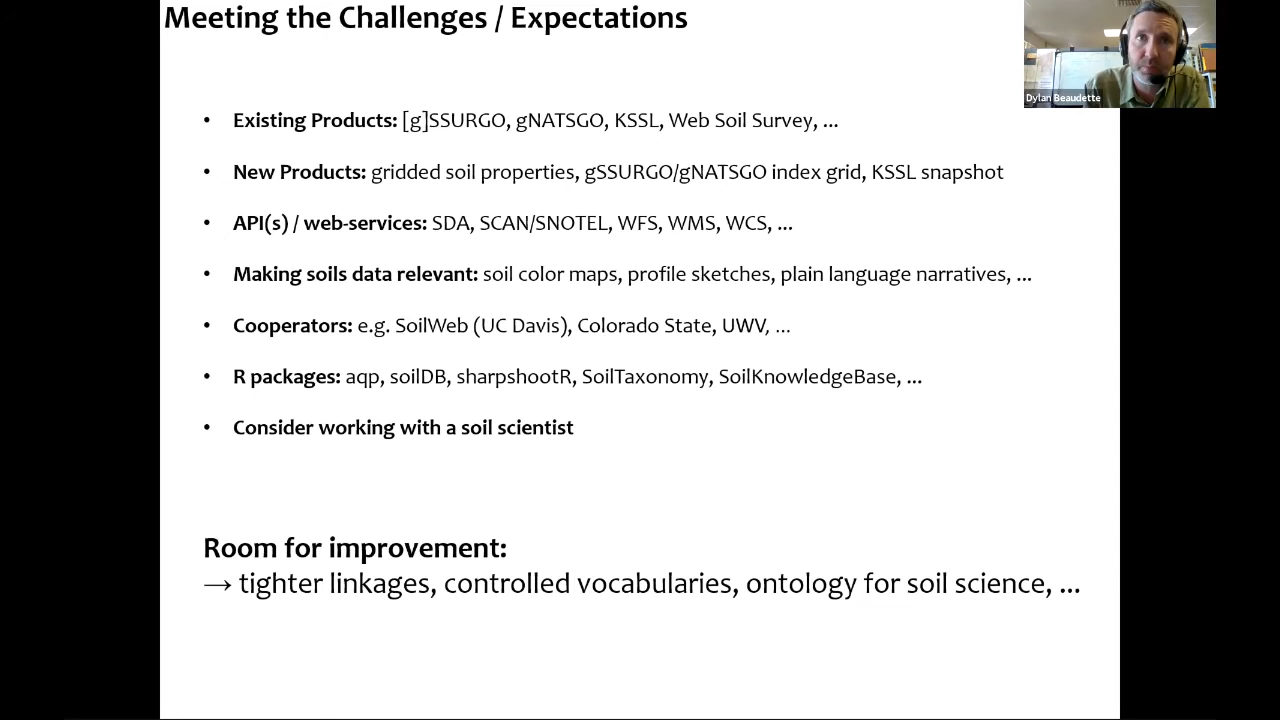 Meeting the Challenges / Expectations
Dylan Beaudette
• Existing Products: [g]SSURGO, gNATSGO, KSSL, Web Soil Survey, ...
• New Products: gridded soil properties, gSSURGO/gNATSGO index grid, KSSL snapshot
• API(s) / web-services: SDA, SCAN/SNOTEL, WFS, WMS, WCS, ...
• Making soils data relevant: soil color maps, profile sketches, plain language narratives, ...
• Cooperators: e.g. SoilWeb (UC Davis), Colorado State, UWV, ...
• R packages: aqp, soilDB, sharpshootR, SoilTaxonomy, SoilKnowledgeBase, ...
• Consider working with a soil scientist
Room for improvement:
→ tighter linkages, controlled vocabularies, ontology for soil science, ...